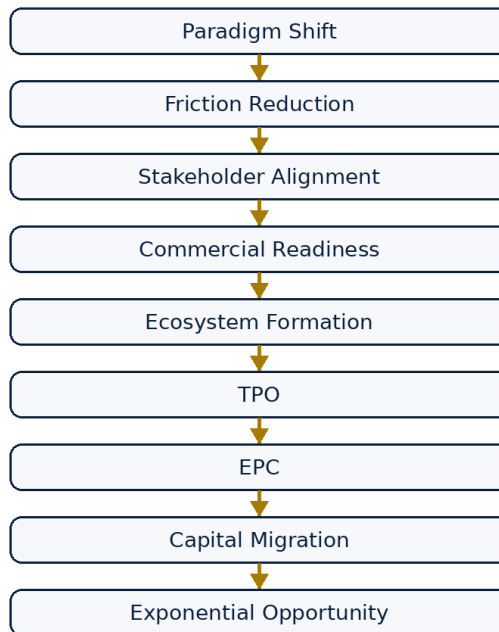 Paradigm Shift
Friction Reduction
Stakeholder Alignment
Commercial Readiness
Ecosystem Formation
TPO
EPC
Capital Migration
Exponential Opportunity